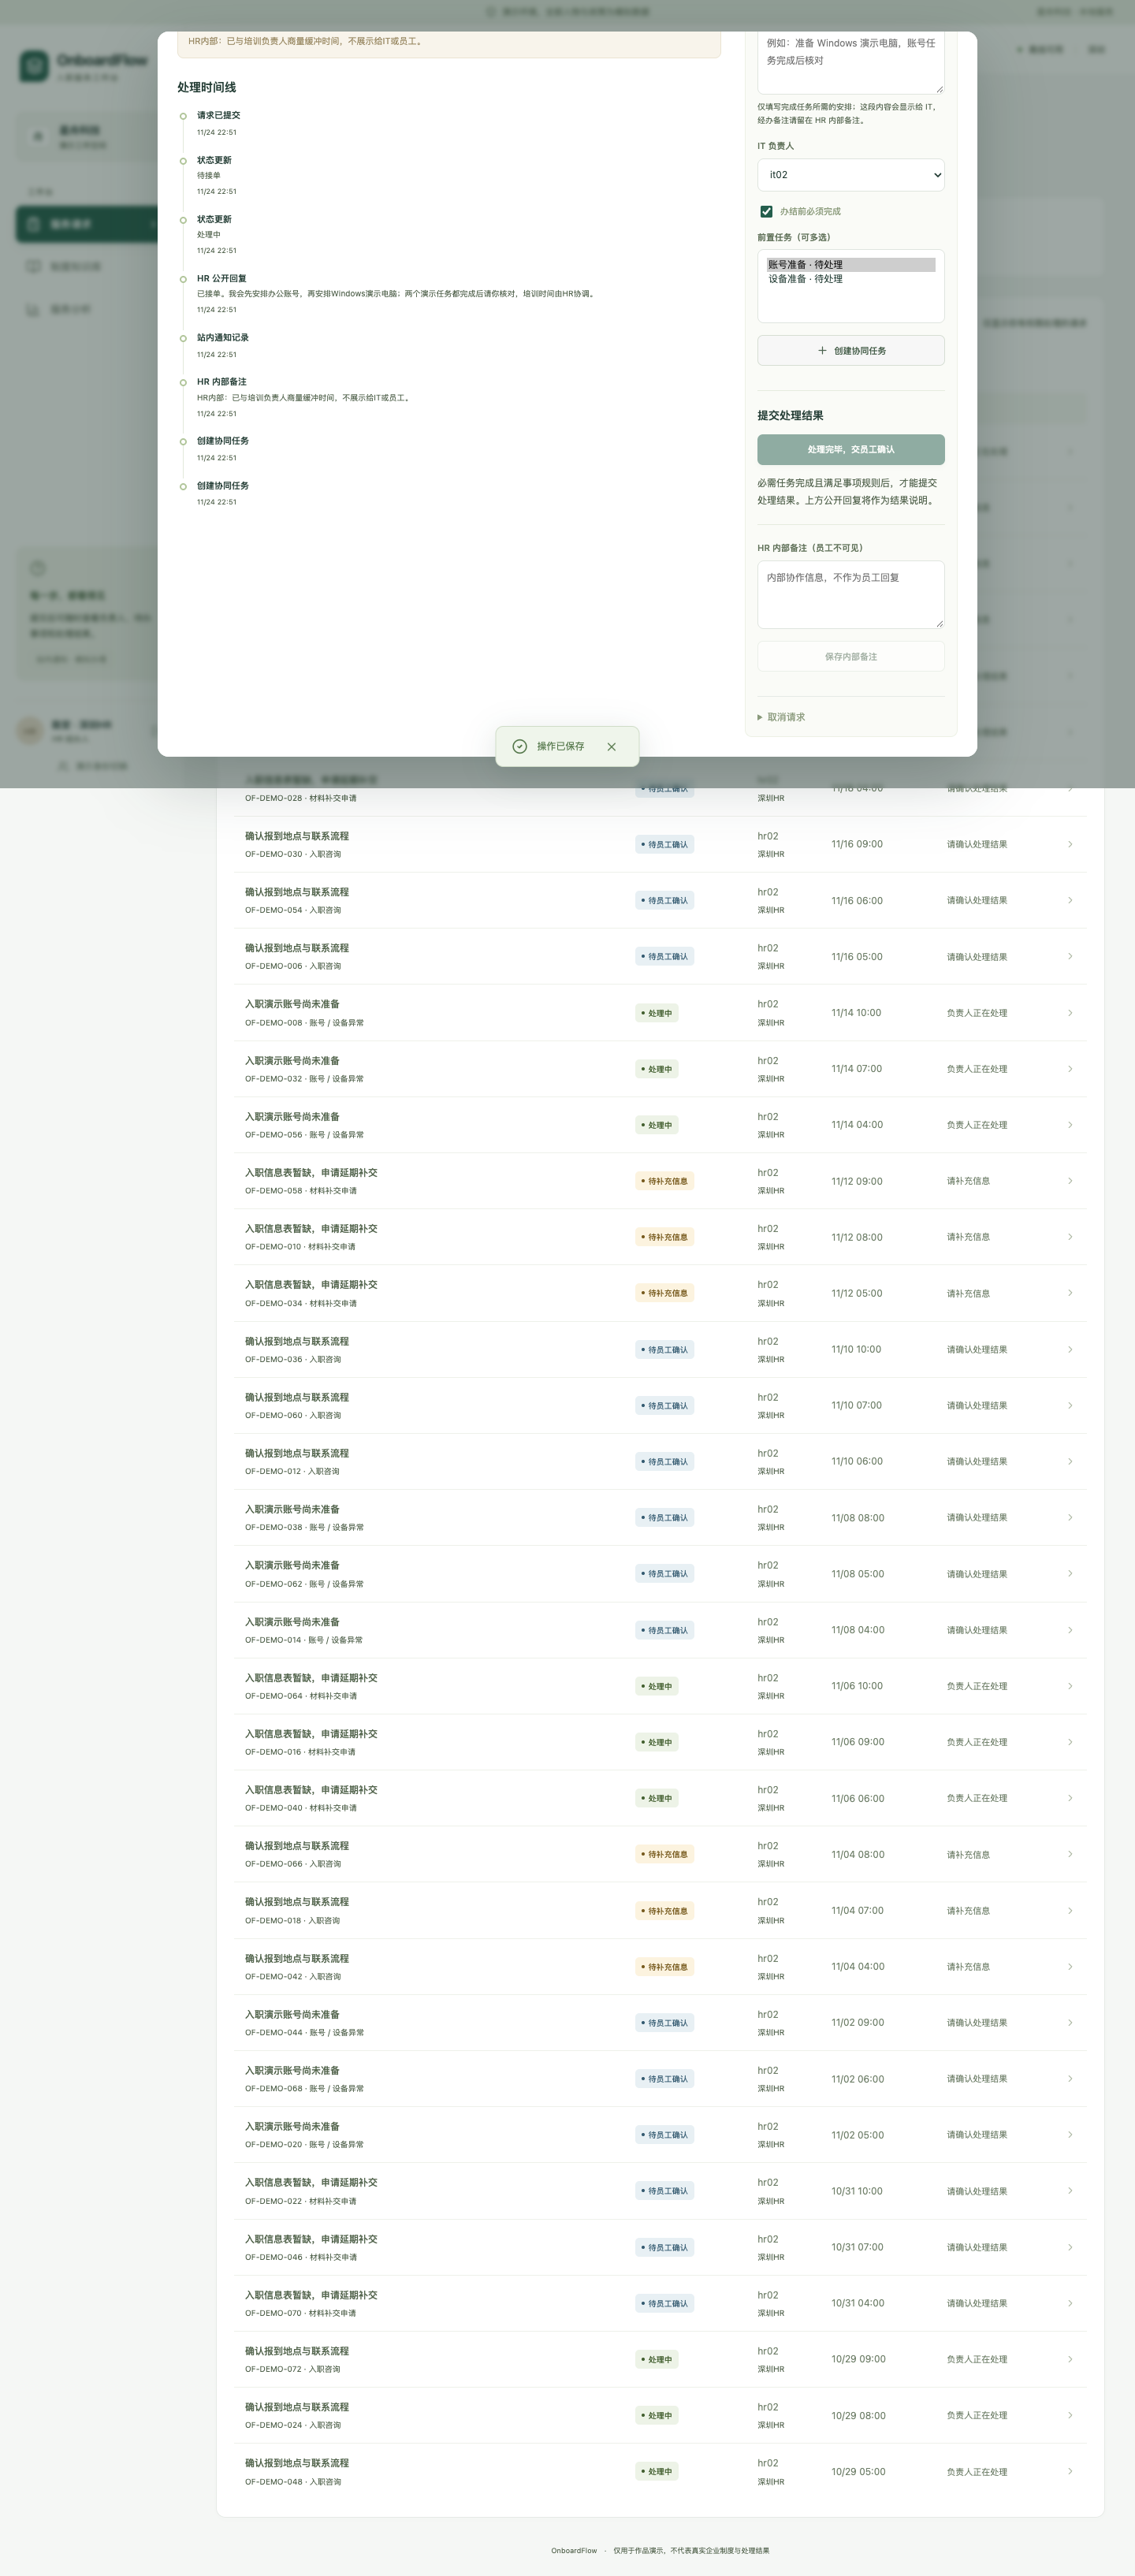 OnboardFlow
HR内部：已与培训负责人商量缓冲时间，不展示给IT或员工。
处理时间线
请求已提交
11/24 22:51
状态更新
待接单
11/24 22:51
状态更新
处理中
11/24 22:51
HR 公开回复
已接单。我会先安排办公账号，再安排Windows演示电脑；两个演示任务都完成后请你核对，培训时间由HR协调。
11/24 22:51
站内通知记录
11/24 22:51
HR 内部备注
HR内部：已与培训负责人商量缓冲时间，不展示给IT或员工。
11/24 22:51
创建协同任务
11/24 22:51
创建协同任务
11/24 22:51
例如：准备 Windows 演示电脑，账号任
务完成后核对
仅填写完成任务所需的安排；这段内容会显示给 IT，
经办备注请留在 HR 内部备注。
IT 负责人
it02
办结前必须完成
前置任务（可多选）
账号准备 · 待处理
设备准备 · 待处理
创建协同任务
提交处理结果
处理完毕，交员工确认
必需任务完成且满足事项规则后，才能提
交处理结果。上方公开回复将作为结果说明。
HR 内部备注（员工不可见）
内部协作信息，不作为员工回复
保存内部备注
取消请求
操作已保存
OF-DEMO-028 · 材料补交申请
待员工确认
深圳HR
11/18 04:00
请确认处理结果
确认报到地点与联系流程
OF-DEMO-030 · 入职咨询
待员工确认
hr02
深圳HR
11/16 09:00
请确认处理结果
确认报到地点与联系流程
OF-DEMO-054 · 入职咨询
待员工确认
hr02
深圳HR
11/16 06:00
请确认处理结果
确认报到地点与联系流程
OF-DEMO-006 · 入职咨询
待员工确认
hr02
深圳HR
11/16 05:00
请确认处理结果
入职演示账号尚未准备
OF-DEMO-008 · 账号 / 设备异常
处理中
hr02
深圳HR
11/14 10:00
负责人正在处理
入职演示账号尚未准备
OF-DEMO-032 · 账号 / 设备异常
处理中
hr02
深圳HR
11/14 07:00
负责人正在处理
入职演示账号尚未准备
OF-DEMO-056 · 账号 / 设备异常
处理中
hr02
深圳HR
11/14 04:00
负责人正在处理
入职信息表暂缺，申请延期补交
OF-DEMO-058 · 材料补交申请
待补充信息
hr02
深圳HR
11/12 09:00
请补充信息
入职信息表暂缺，申请延期补交
OF-DEMO-010 · 材料补交申请
待补充信息
hr02
深圳HR
11/12 08:00
请补充信息
入职信息表暂缺，申请延期补交
OF-DEMO-034 · 材料补交申请
待补充信息
hr02
深圳HR
11/12 05:00
请补充信息
确认报到地点与联系流程
OF-DEMO-036 · 入职咨询
待员工确认
hr02
深圳HR
11/10 10:00
请确认处理结果
确认报到地点与联系流程
OF-DEMO-060 · 入职咨询
待员工确认
hr02
深圳HR
11/10 07:00
请确认处理结果
确认报到地点与联系流程
OF-DEMO-012 · 入职咨询
待员工确认
hr02
深圳HR
11/10 06:00
请确认处理结果
入职演示账号尚未准备
OF-DEMO-038 · 账号 / 设备异常
待员工确认
hr02
深圳HR
11/08 08:00
请确认处理结果
入职演示账号尚未准备
OF-DEMO-062 · 账号 / 设备异常
待员工确认
hr02
深圳HR
11/08 05:00
请确认处理结果
入职演示账号尚未准备
OF-DEMO-014 · 账号 / 设备异常
待员工确认
hr02
深圳HR
11/08 04:00
请确认处理结果
入职信息表暂缺，申请延期补交
OF-DEMO-064 · 材料补交申请
处理中
hr02
深圳HR
11/06 10:00
负责人正在处理
入职信息表暂缺，申请延期补交
OF-DEMO-016 · 材料补交申请
处理中
hr02
深圳HR
11/06 09:00
负责人正在处理
入职信息表暂缺，申请延期补交
OF-DEMO-040 · 材料补交申请
处理中
hr02
深圳HR
11/06 06:00
负责人正在处理
确认报到地点与联系流程
OF-DEMO-066 · 入职咨询
待补充信息
hr02
深圳HR
11/04 08:00
请补充信息
确认报到地点与联系流程
OF-DEMO-018 · 入职咨询
待补充信息
hr02
深圳HR
11/04 07:00
请补充信息
确认报到地点与联系流程
OF-DEMO-042 · 入职咨询
待补充信息
hr02
深圳HR
11/04 04:00
请补充信息
入职演示账号尚未准备
OF-DEMO-044 · 账号 / 设备异常
待员工确认
hr02
深圳HR
11/02 09:00
请确认处理结果
入职演示账号尚未准备
OF-DEMO-068 · 账号 / 设备异常
待员工确认
hr02
深圳HR
11/02 06:00
请确认处理结果
入职演示账号尚未准备
OF-DEMO-020 · 账号 / 设备异常
待员工确认
hr02
深圳HR
11/02 05:00
请确认处理结果
入职信息表暂缺，申请延期补交
OF-DEMO-022 · 材料补交申请
待员工确认
hr02
深圳HR
10/31 10:00
请确认处理结果
入职信息表暂缺，申请延期补交
OF-DEMO-046 · 材料补交申请
待员工确认
hr02
深圳HR
10/31 07:00
请确认处理结果
入职信息表暂缺，申请延期补交
OF-DEMO-070 · 材料补交申请
待员工确认
hr02
深圳HR
10/31 04:00
请确认处理结果
确认报到地点与联系流程
OF-DEMO-072 · 入职咨询
处理中
hr02
深圳HR
10/29 09:00
负责人正在处理
确认报到地点与联系流程
OF-DEMO-024 · 入职咨询
处理中
hr02
深圳HR
10/29 08:00
负责人正在处理
确认报到地点与联系流程
OF-DEMO-048 · 入职咨询
处理中
hr02
深圳HR
10/29 05:00
负责人正在处理
OnboardFlow · 仅用于作品演示，不代表真实企业制度与处理结果